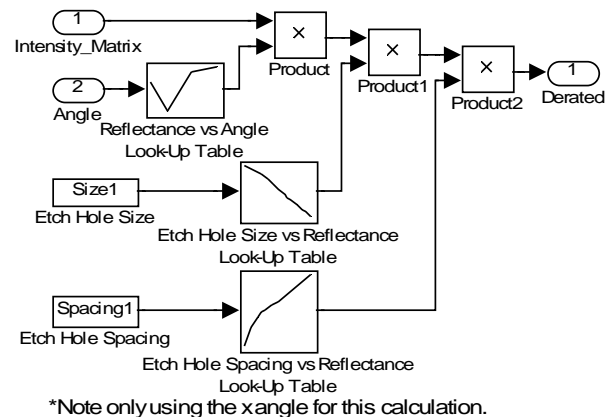 1
Intensity_Matrix
×
Product
×
Product1
×
Product2
1
Derated
2
Angle
Reflectance vs Angle
Look-Up Table
Size1
Etch Hole Size
Etch Hole Size vs Reflectance
Look-Up Table
Spacing1
Etch Hole Spacing
Etch Hole Spacing vs Reflectance
Look-Up Table
*Note only using the x angle for this calculation.